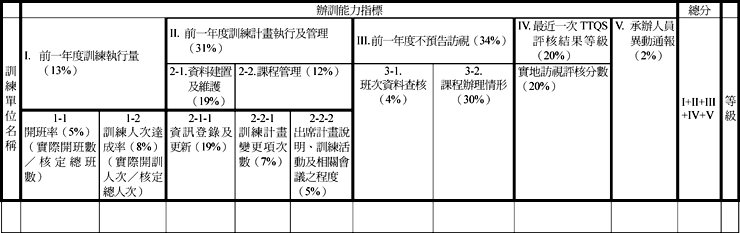 辦訓能力指標
總分
訓練單位名稱
I. 前一年度訓練執行量
(13%)
II. 前一年度訓練計畫執行及管理
(31%)
III.前一年度不預告訪視(34%)
IV.最近一次 TTQS
評核結果等級
(20%)
V. 承辦人員
異動通報
(2%)
I+II+III
+IV+V
等級
2-1.資料建置
及維護
(19%)
2-2.課程管理(12%)
3-1.
班次資料查核
(4%)
3-2.
課程辦理情形
(30%)
實地訪視評核分數
(20%)
1-1
開班率(5%)
(實際開班數
/核定總班
數)
1-2
訓練人次達
成率(8%)
(實際開訓
人次/核定
總人次)
2-1-1
資訊登錄及
更新(19%)
2-2-1
訓練計畫
變更項次
數(7%)
2-2-2
出席計畫說
明、訓練活
動及相關會
議之程度
(5%)